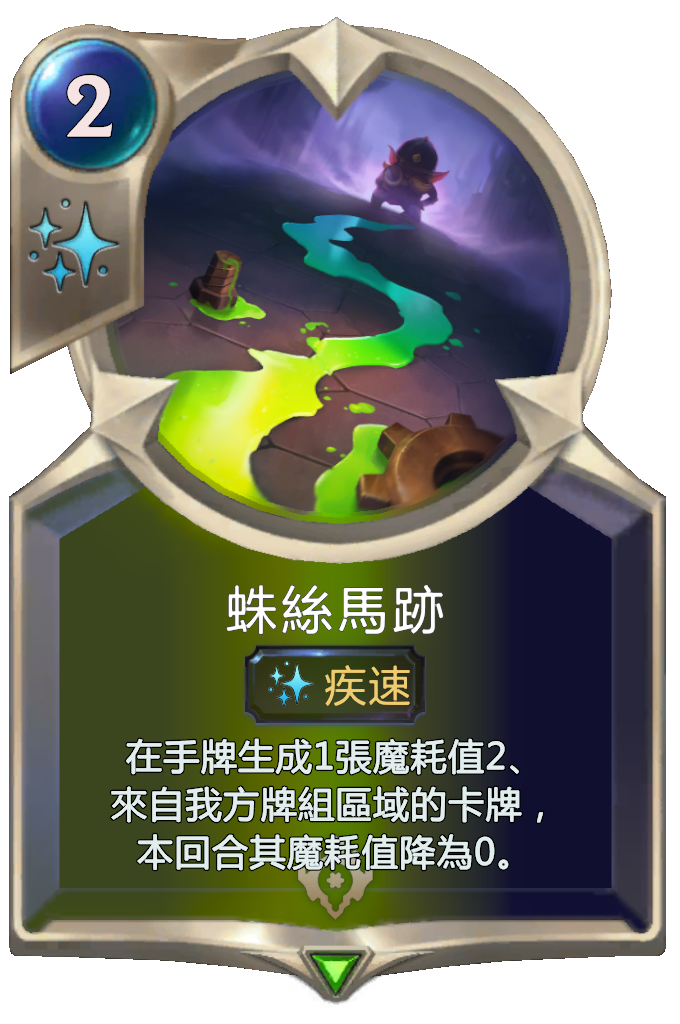 2
蛛絲馬跡
疾速
在手牌生成1張魔耗值2、
來自我方牌組區域的卡牌，
本回合其魔耗值降為0。